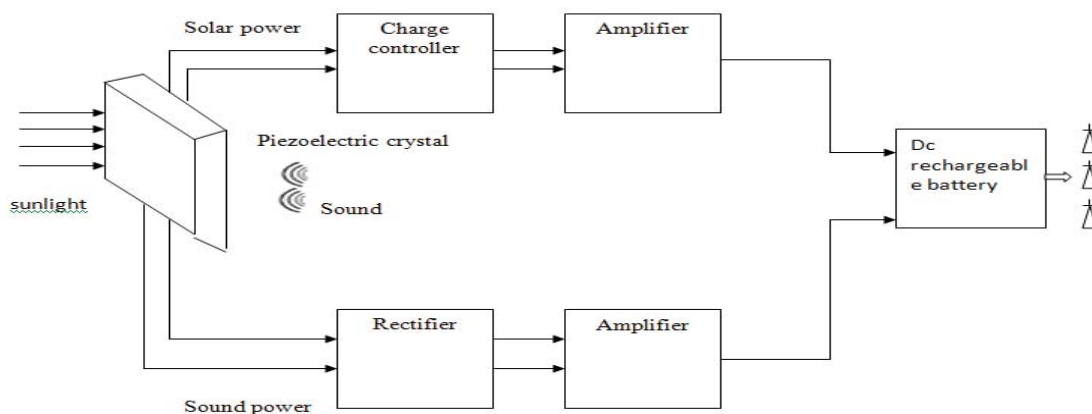 Solar power
Charge
controller
Amplifier
Piezoelectric crystal
Sound
sunlight
Dc
rechargeabl
e battery
Rectifier
Amplifier
Sound power